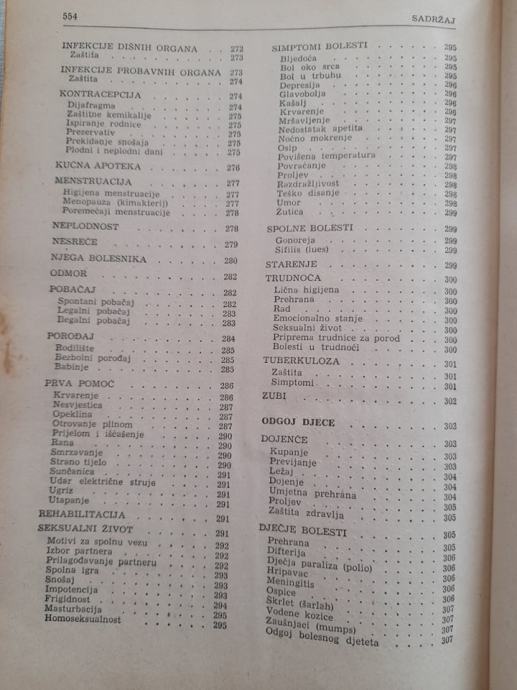 554
SADRŽAJ
INFEKCIJE DIŠNIH ORGANA . . 272
Zaštita . . . . . . . . . 273
INFEKCIJE PROBAVNIH ORGANA 273
Zaštita . . . . . . . . . 274
KONTRACEPCIJA . . . . . . 274
Dijafragma . . . . . . . . 274
Zaštitne kemikalije . . . . . 275
Ispiranje rodnice . . . . . . 275
Prezervativ . . . . . . . . 275
Prekidanje snošaja . . . . . 275
Plodni i neplodni dani . . . . 275
KUĆNA APOTEKA . . . . . . 276
MENSTRUACIJA . . . . . . . 277
Higijena menstruacije . . . . 277
Menopauza (kimakterij) . . . 277
Poremećaji menstruacije . . . 278
NEPLODNOST . . . . . . . . 278
NESREĆE . . . . . . . . . 279
NJEGA BOLESNIKA . . . . . . 280
ODMOR . . . . . . . . . . 282
POBAČAJ . . . . . . . . . 282
Spontani pobačaj . . . . . . 282
Legalni pobačaj . . . . . . 283
Ilegalni pobačaj . . . . . . 283
POROĐAJ . . . . . . . . . 284
Rodilište . . . . . . . . . 285
Bezbolni porođaj . . . . . . 285
Babinje . . . . . . . . . 285
PRVA POMOĆ . . . . . . . . 286
Krvarenje . . . . . . . . . 286
Nesvjestica . . . . . . . . 287
Opeklina . . . . . . . . . 287
Otrovanje plinom . . . . . . 287
Prijelom i iščašenje . . . . . 290
Rana . . . . . . . . . . 290
Smrzavanje . . . . . . . . 290
Strano tijelo . . . . . . . . 290
Sunčanica . . . . . . . . . 291
Udar električne struje . . . . 291
Ugriz . . . . . . . . . . 291
Utapanje . . . . . . . . . 291
REHABILITACIJA . . . . . . . 291
SEKSUALNI ŽIVOT . . . . . . 291
Motivi za spolnu vezu . . . . 292
Izbor partnera . . . . . . . 292
Prilagođavanje partneru . . . 292
Spolna igra . . . . . . . . 293
Snošaj . . . . . . . . . . 293
Impotencija . . . . . . . . 293
Frigidnost . . . . . . . . . 294
Masturbacija . . . . . . . . 294
Homoseksualnost . . . . . . 295
SIMPTOMI BOLESTI . . . . . . 295
Bljedoća . . . . . . . . . 295
Bol oko srca . . . . . . . . 295
Bol u trbuhu . . . . . . . . 295
Depresija . . . . . . . . . 296
Glavobolja . . . . . . . . 296
Kašalj . . . . . . . . . . 296
Krvarenje . . . . . . . . . 296
Mršavljenje . . . . . . . . 297
Nedostatak apetita . . . . . 297
Noćno mokrenje . . . . . . 297
Osip . . . . . . . . . . 297
Povišena temperatura . . . . 297
Povraćanje . . . . . . . . 298
Proljev . . . . . . . . . . 298
Razdražljivost . . . . . . . 298
Teško disanje . . . . . . . 298
Umor . . . . . . . . . . 298
Žutica . . . . . . . . . . 299
SPOLNE BOLESTI . . . . . . . 299
Gonoreja . . . . . . . . . 299
Sifilis (lues) . . . . . . . . 299
STARENJE . . . . . . . . . 299
TRUDNOĆA . . . . . . . . . 300
Lična higijena . . . . . . . 300
Prehrana . . . . . . . . . 300
Rad . . . . . . . . . . . 300
Emocionalno stanje . . . . . 300
Seksualni život . . . . . . . 300
Priprema trudnice za porod . . 300
Bolesti u trudnoći . . . . . . 300
TUBERKULOZA . . . . . . . 301
Zaštita . . . . . . . . . . 301
Simptomi . . . . . . . . . 301
ZUBI . . . . . . . . . . . 302
ODGOJ DJECE . . . . . . . . 303
DOJENČE . . . . . . . . . . 303
Kupanje . . . . . . . . . 303
Previjanje . . . . . . . . . 303
Ležaj . . . . . . . . . . 304
Dojenje . . . . . . . . . . 304
Umjetna prehrana . . . . . . 304
Proljev . . . . . . . . . . 305
Zaštita zdravlja . . . . . . . 305
DJEČJE BOLESTI . . . . . . . 305
Prehrana . . . . . . . . . 305
Difterija . . . . . . . . . 306
Dječja paraliza (polio) . . . . 306
Hripavac . . . . . . . . . 306
Meningitis . . . . . . . . . 306
Ospice . . . . . . . . . . 306
Škrlet (šarlah) . . . . . . . 307
Vodene kozice . . . . . . . 307
Zaušnjaci (mumps) . . . . . 307
Odgoj bolesnog djeteta . . . . 307